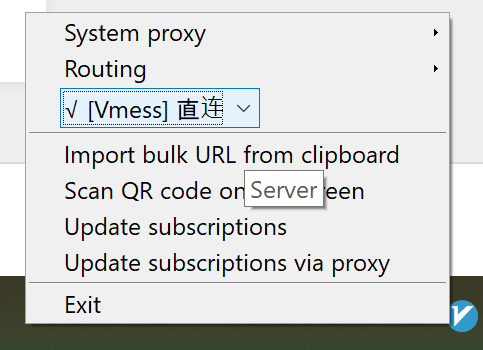 System proxy
Routing
√ [Vmess] 直连
Import bulk URL from clipboard
Scan QR code on  een
Server
Update subscriptions
Update subscriptions via proxy
Exit